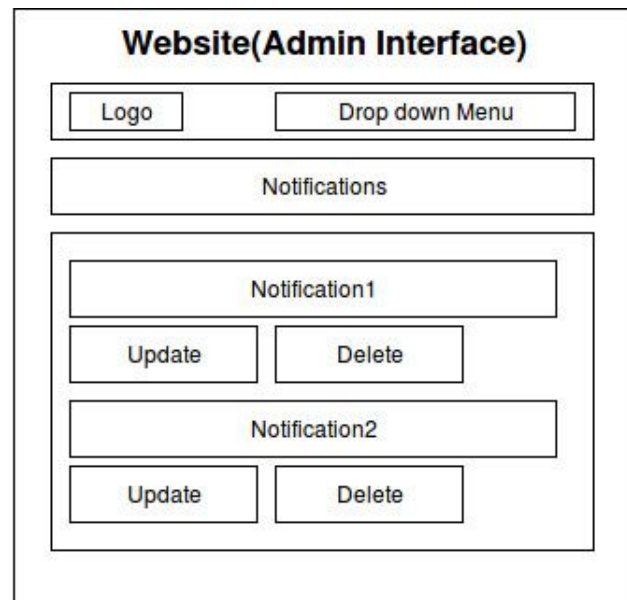 Website(Admin Interface)
Logo
Drop down Menu
Notifications
Notification1
Update
Delete
Notification2
Update
Delete